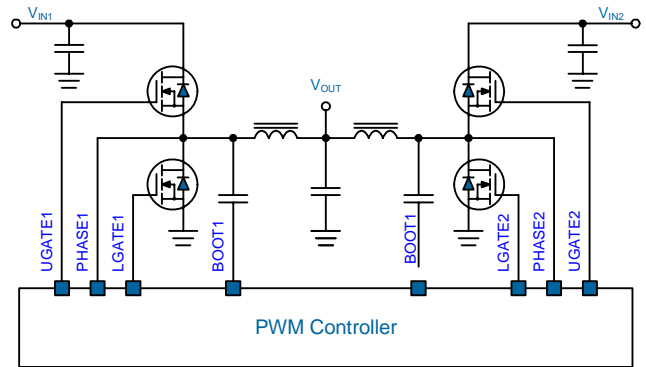 VIN1
VIN2
VOUT
UGATE1
PHASE1
LGATE1
BOOT1
BOOT1
LGATE2
PHASE2
UGATE2
PWM Controller